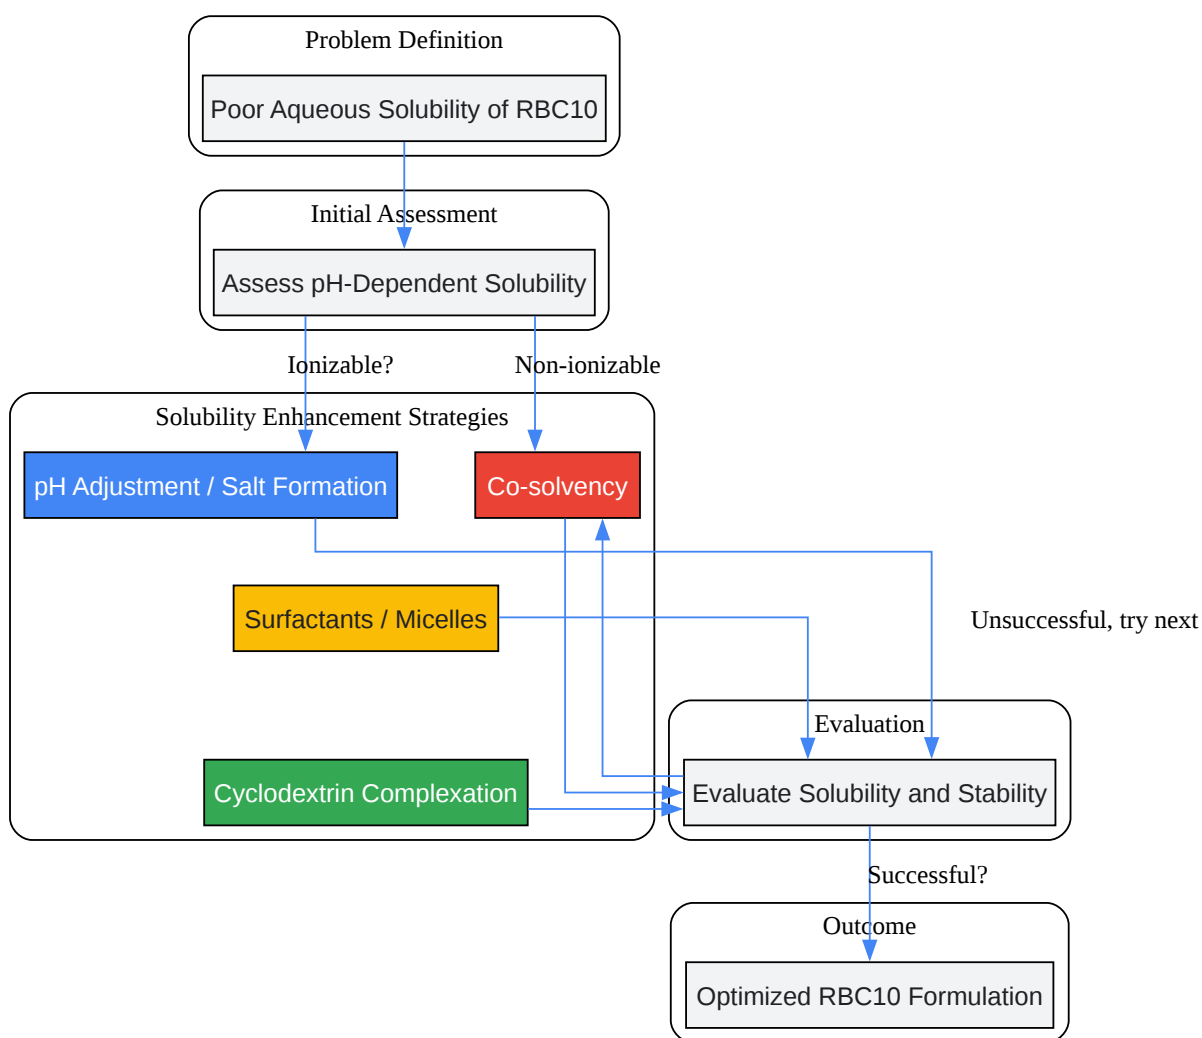 Problem Definition
Poor Aqueous Solubility of RBC10
Initial Assessment
Assess pH-Dependent Solubility
Ionizable?
Non-ionizable
Solubility Enhancement Strategies
pH Adjustment / Salt Formation
Co-solvency
Surfactants / Micelles
Unsuccessful, try next
Evaluation
Cyclodextrin Complexation
Evaluate Solubility and Stability
Successful?
Outcome
Optimized RBC10 Formulation